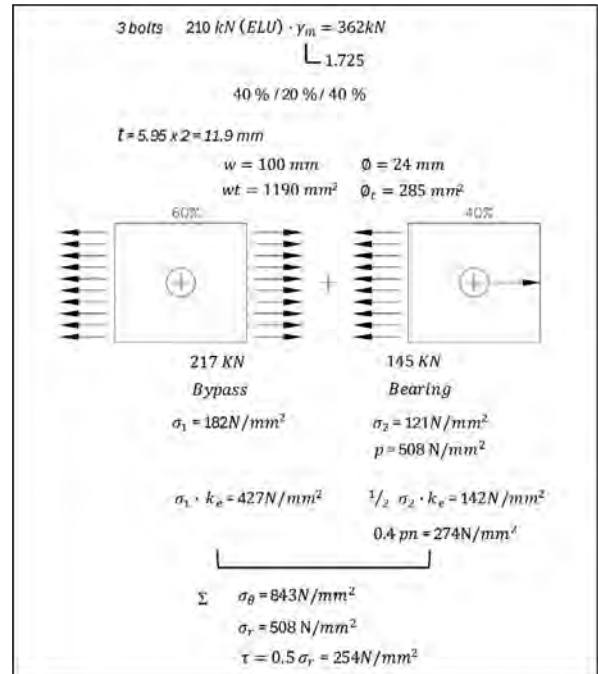 3 bolts 210 kN (ELU) · γm = 362kN
1.725
40 % / 20 % / 40 %
t = 5.95 x 2 = 11.9 mm
w = 100 mm Ø = 24 mm
wt = 1190 mm² Øt = 285 mm²
60% 40%
217 KN 145 KN
Bypass Bearing
σ₁ = 182N/mm² σ₂ = 121N/mm²
p = 508 N/mm²
σ₁ · kₑ = 427N/mm² 1/2 σ₂ · kₑ = 142N/mm²
0.4 pn = 274N/mm²
Σ σθ = 843N/mm²
σr = 508 N/mm²
τ = 0.5 σr = 254N/mm²